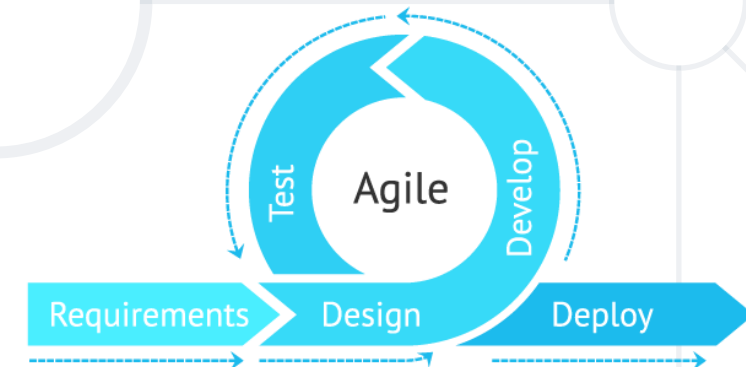 Agile
Test
Develop
Requirements
Design
Deploy